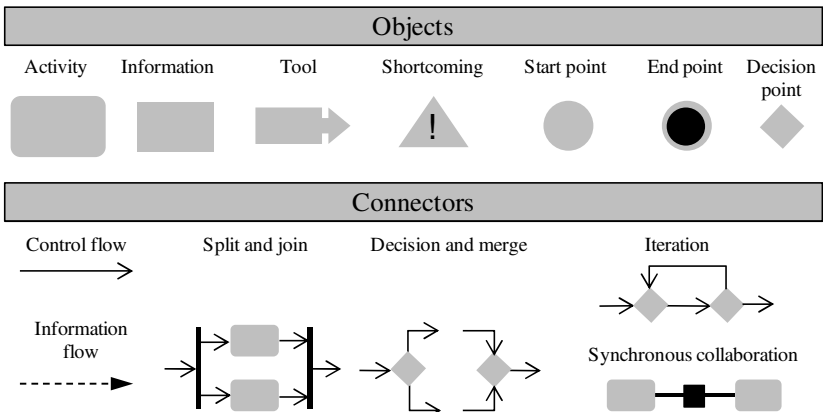 Objects
Activity Information Tool Shortcoming Start point End point Decision
point
!
Connectors
Control flow Split and join Decision and merge Iteration
Information
flow
Synchronous collaboration